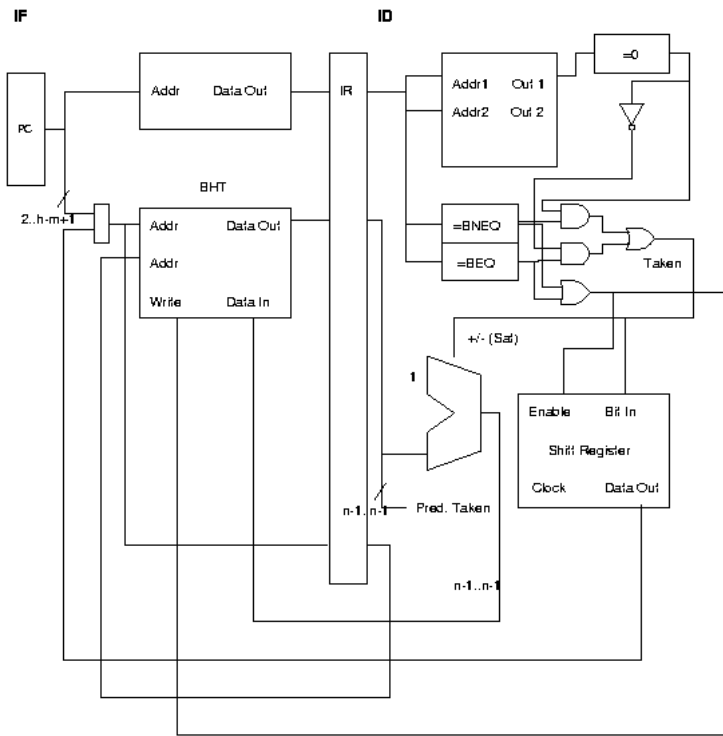 IF
ID
PC
Addr
Data Out
IR
Addr1
Out 1
Addr2
Out 2
=0
BHT
2..h-m+1
Addr
Data Out
Addr
Write
Data In
=BNEQ
=BEQ
Taken
+/- (Sat)
1
Enable
Bit In
Shift Register
Clock
Data Out
n-1..n-1
Pred. Taken
n-1..n-1